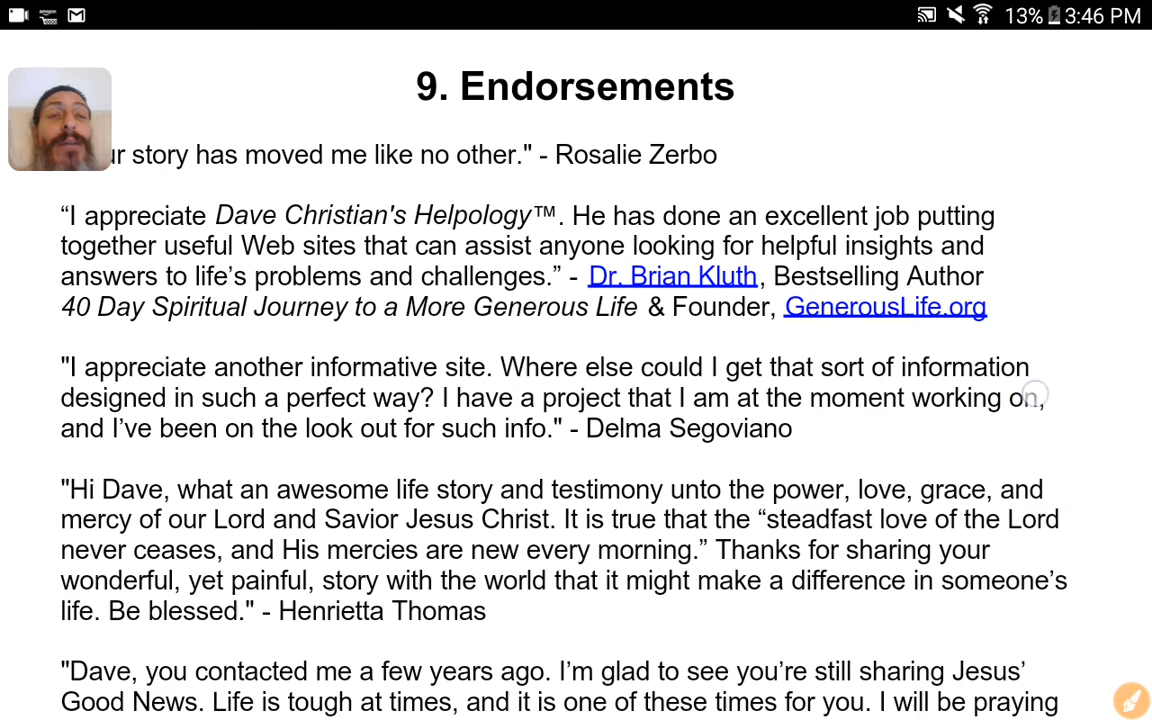 13% 3:46 PM
9. Endorsements
ur story has moved me like no other." - Rosalie Zerbo
“I appreciate Dave Christian's Helpology™. He has done an excellent job putting
together useful Web sites that can assist anyone looking for helpful insights and
answers to life’s problems and challenges.” - Dr. Brian Kluth, Bestselling Author
40 Day Spiritual Journey to a More Generous Life & Founder, GenerousLife.org
"I appreciate another informative site. Where else could I get that sort of information
designed in such a perfect way? I have a project that I am at the moment working on,
and I’ve been on the look out for such info." - Delma Segoviano
"Hi Dave, what an awesome life story and testimony unto the power, love, grace, and
mercy of our Lord and Savior Jesus Christ. It is true that the “steadfast love of the Lord
never ceases, and His mercies are new every morning.” Thanks for sharing your
wonderful, yet painful, story with the world that it might make a difference in someone’s
life. Be blessed." - Henrietta Thomas
"Dave, you contacted me a few years ago. I’m glad to see you’re still sharing Jesus’
Good News. Life is tough at times, and it is one of these times for you. I will be praying